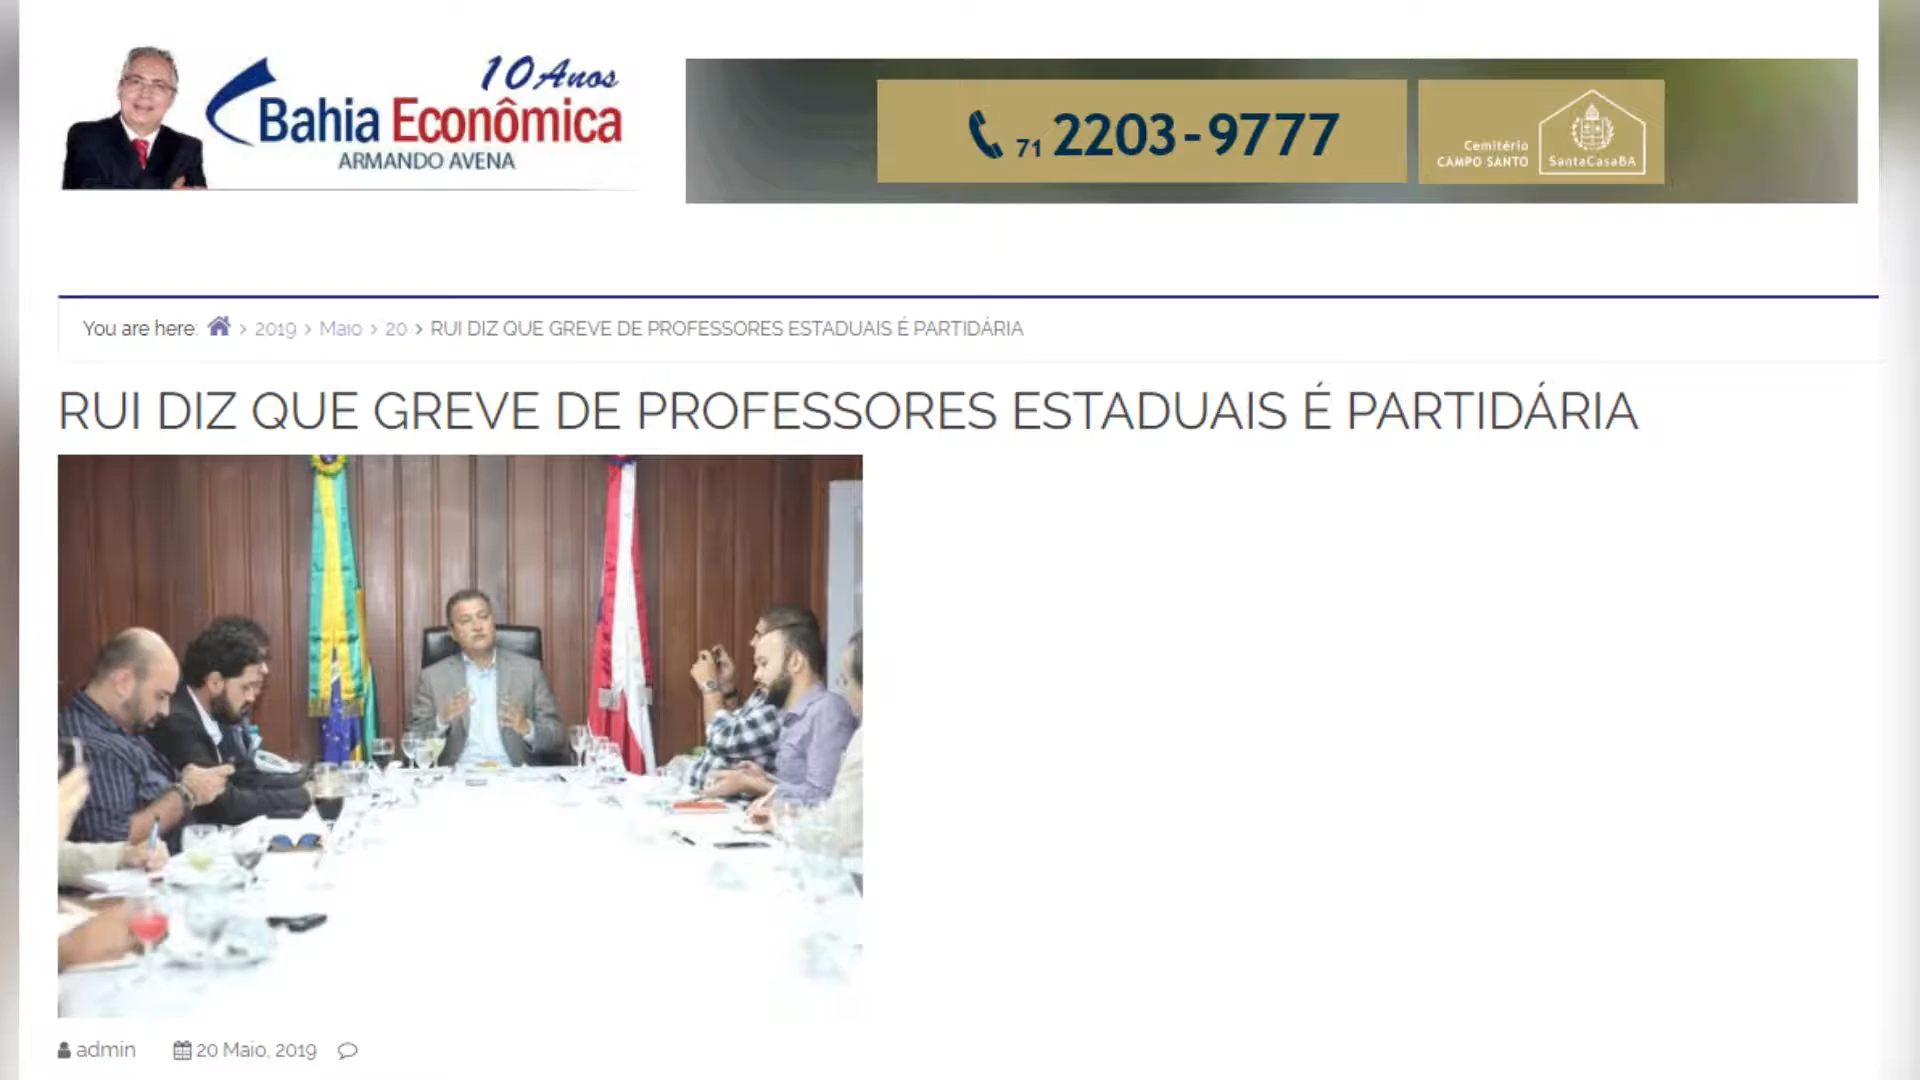 10 Anos
Bahia Econômica
ARMANDO AVENA
71 2203-9777
Cemitério
CAMPO SANTO
SantaCasaBA
You are here: > 2019 > Maio > 20 > RUI DIZ QUE GREVE DE PROFESSORES ESTADUAIS É PARTIDÁRIA
RUI DIZ QUE GREVE DE PROFESSORES ESTADUAIS É PARTIDÁRIA
admin 20 Maio, 2019